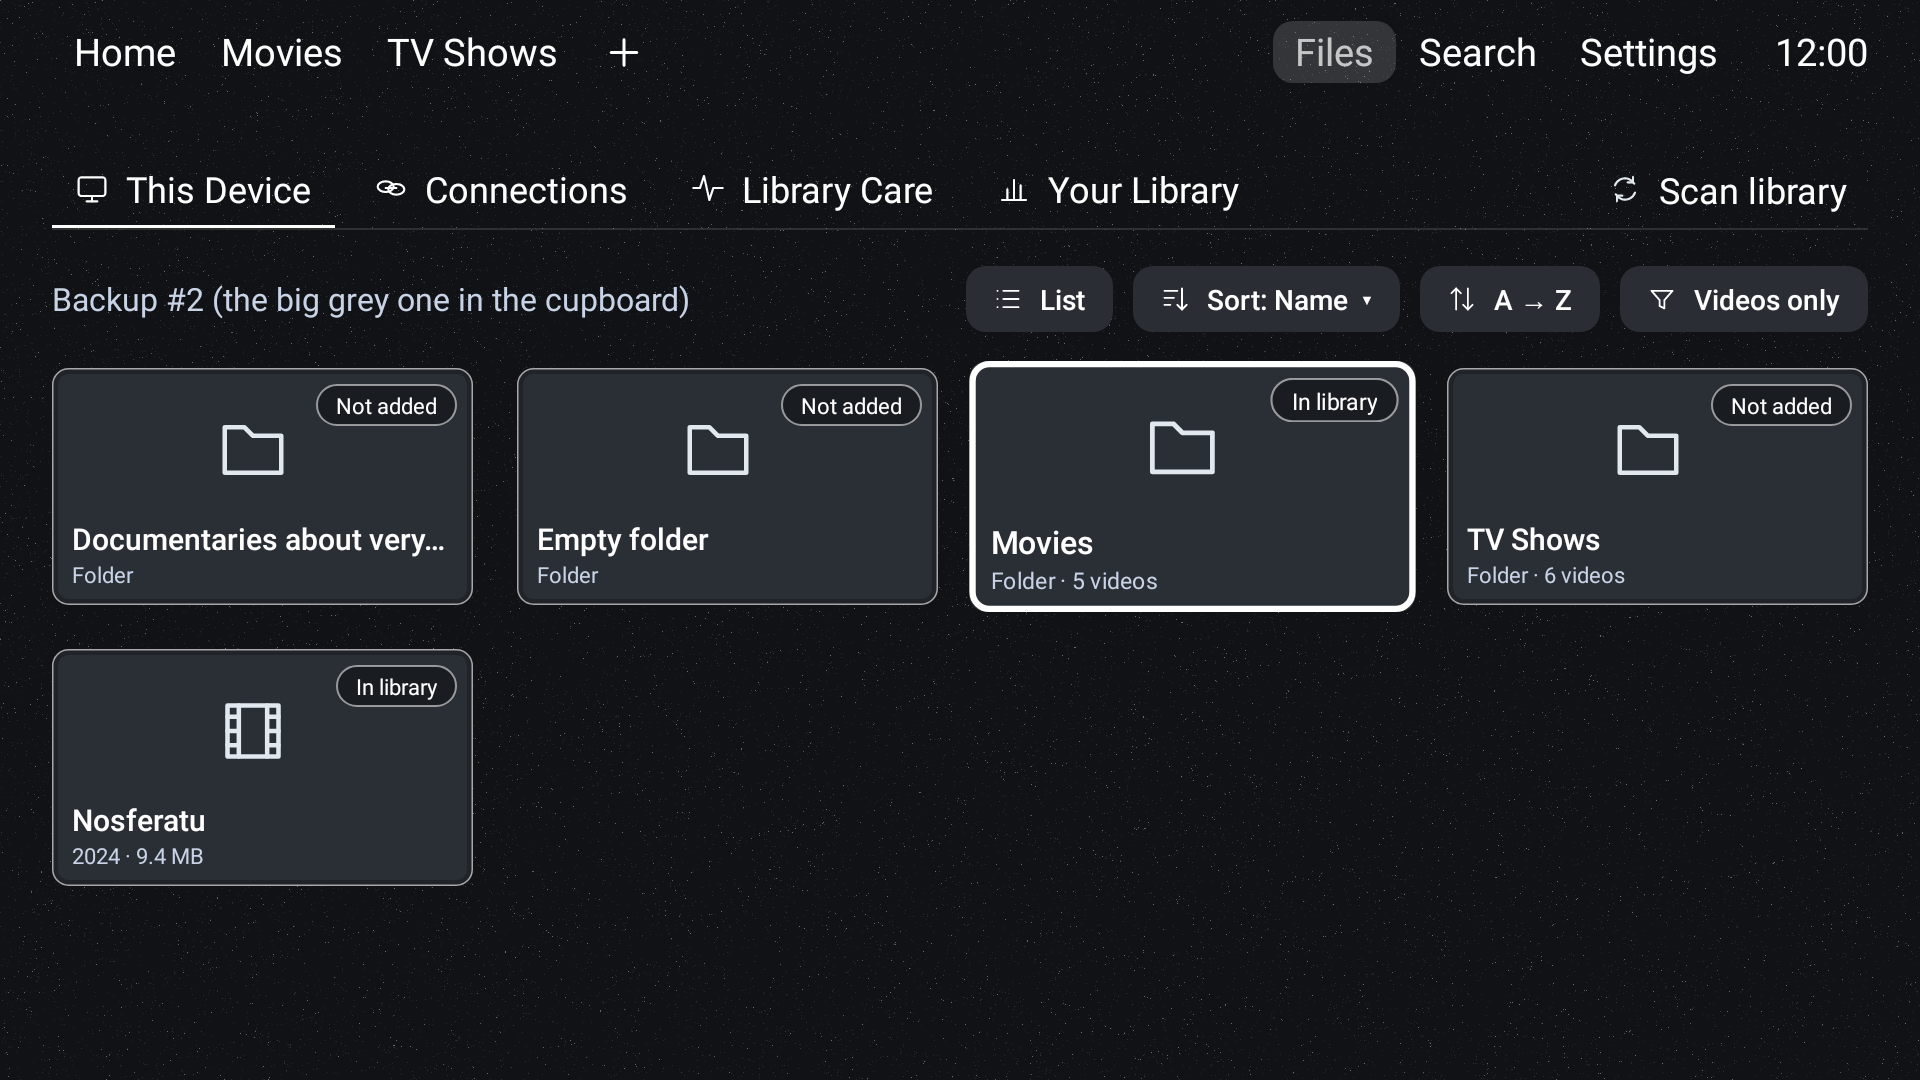 Home Movies TV Shows + Files Search Settings 12:00
This Device Connections Library Care Your Library Scan library
Backup #2 (the big grey one in the cupboard) List Sort: Name ▾ A → Z Videos only
Not added Not added In library Not added
Documentaries about very... Empty folder Movies TV Shows
Folder Folder Folder · 5 videos Folder · 6 videos
In library
Nosferatu
2024 · 9.4 MB